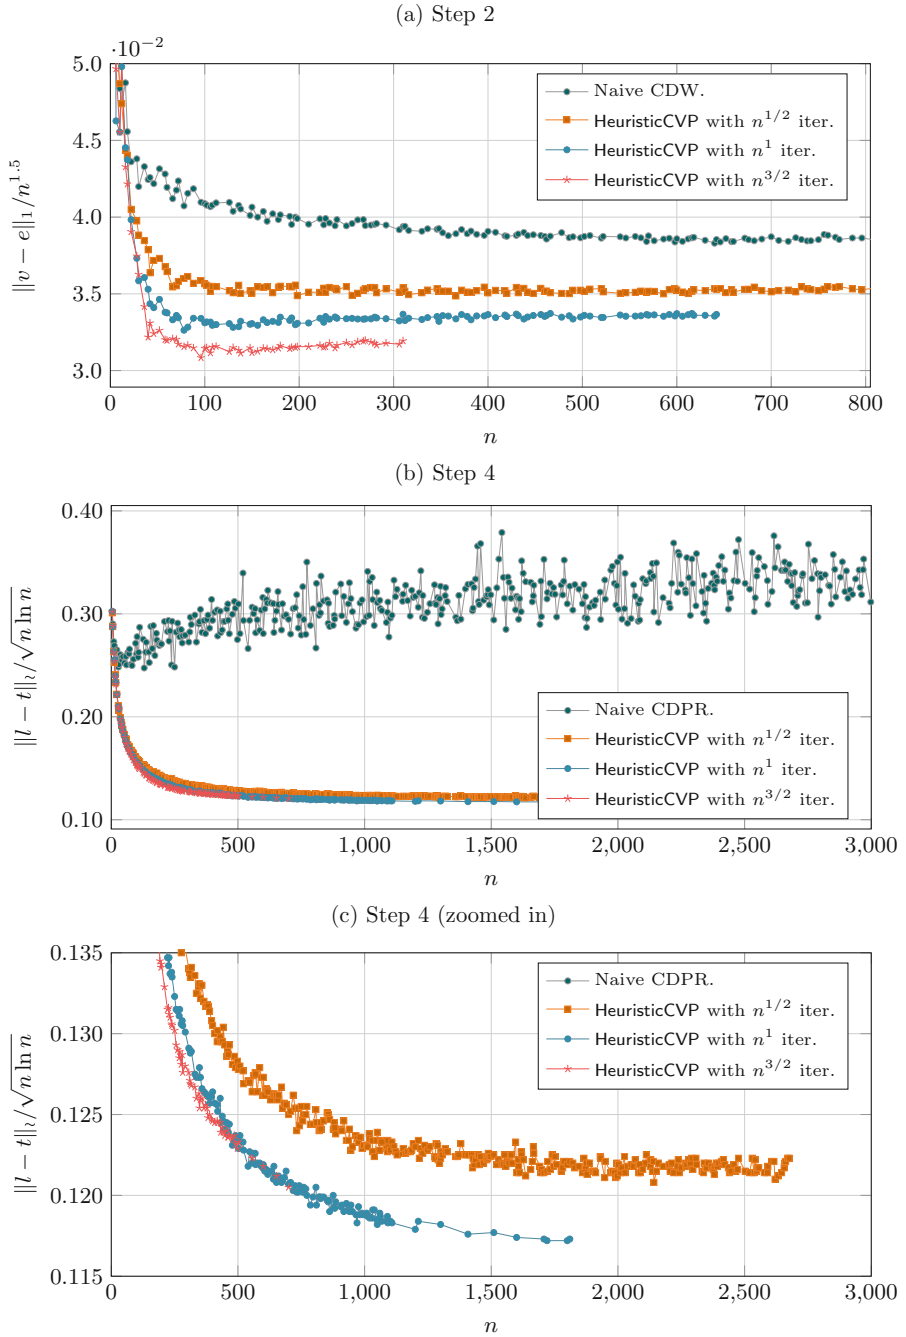 (a) Step 2
·10⁻²
5.0
4.5
4.0
3.5
3.0
‖v − e‖₁/n^{1.5}
0 100 200 300 400 500 600 700 800
n
Naive CDW.
HeuristicCVP with n^{1/2} iter.
HeuristicCVP with n^1 iter.
HeuristicCVP with n^{3/2} iter.
(b) Step 4
0.40
0.30
0.20
0.10
‖l − t‖₂/√n ln n
0 500 1,000 1,500 2,000 2,500 3,000
n
Naive CDPR.
HeuristicCVP with n^{1/2} iter.
HeuristicCVP with n^1 iter.
HeuristicCVP with n^{3/2} iter.
(c) Step 4 (zoomed in)
0.135
0.130
0.125
0.120
0.115
‖l − t‖₂/√n ln n
0 500 1,000 1,500 2,000 2,500 3,000
n
Naive CDPR.
HeuristicCVP with n^{1/2} iter.
HeuristicCVP with n^1 iter.
HeuristicCVP with n^{3/2} iter.